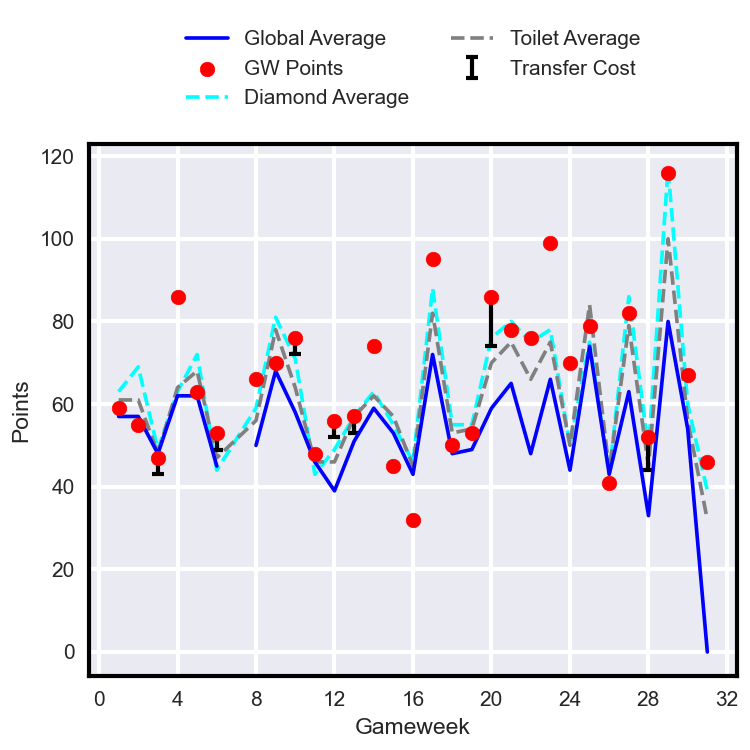 Global Average
GW Points
Diamond Average
Toilet Average
Transfer Cost
120
100
80
60
40
20
0
Points
0 4 8 12 16 20 24 28 32
Gameweek